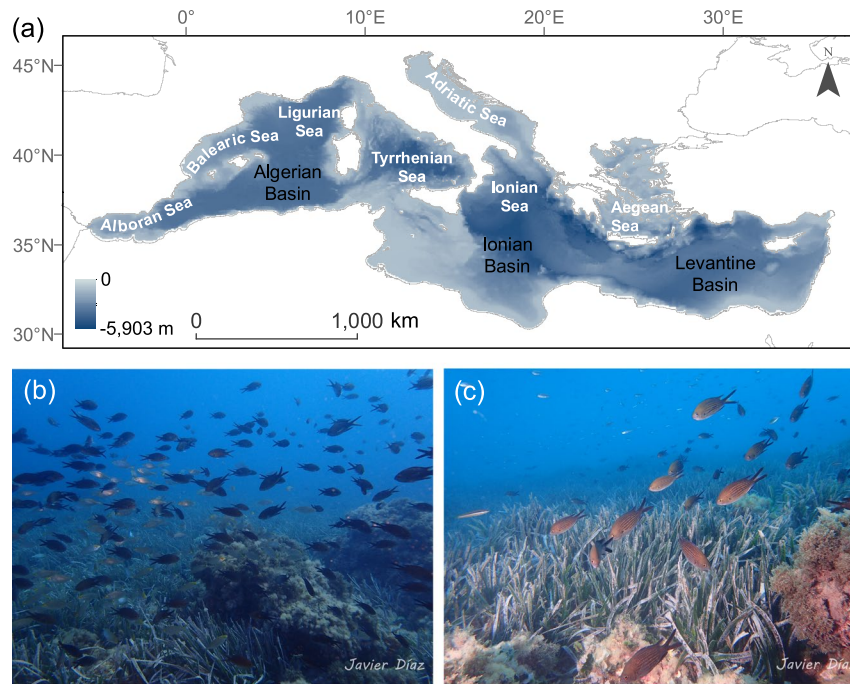 (a)
0°
10°E
20°E
30°E
45°N
40°N
35°N
30°N
N
Adriatic Sea
Ligurian
Sea
Balearic Sea
Tyrrhenian
Sea
Algerian
Basin
Alboran Sea
Ionian
Sea
Aegean
Sea
Ionian
Basin
Levantine
Basin
0
-5,903 m
0
1,000 km
(b)
Javier Díaz
(c)
Javier Díaz